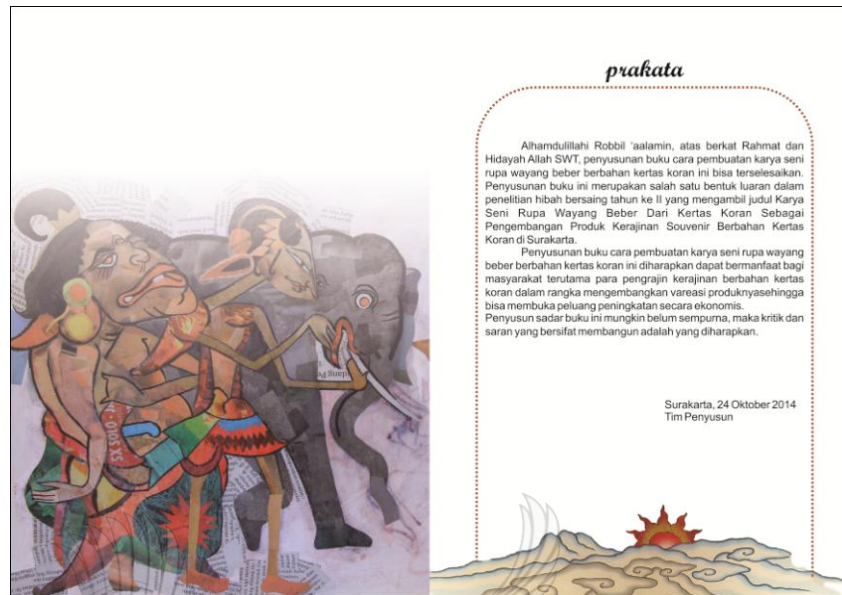 prakata
Alhamdulillahi Robbil ‘aalamin, atas berkat Rahmat dan
Hidayah Allah SWT, penyusunan buku cara pembuatan karya seni
rupa wayang beber berbahan kertas koran ini bisa terselesaikan.
Penyusunan buku ini merupakan salah satu bentuk luaran dalam
penelitian hibah bersaing tahun ke II yang mengambil judul Karya
Seni Rupa Wayang Beber Dari Kertas Koran Sebagai
Pengembangan Produk Kerajinan Souvenir Berbahan Kertas
Koran di Surakarta.
Penyusunan buku cara pembuatan karya seni rupa wayang
beber berbahan kertas koran ini diharapkan dapat bermanfaat bagi
masyarakat terutama para pengrajin kerajinan berbahan kertas
koran dalam rangka mengembangkan vareasi produknyasehingga
bisa membuka peluang peningkatan secara ekonomis.
Penyusun sadar buku ini mungkin belum sempurna, maka kritik dan
saran yang bersifat membangun adalah yang diharapkan.
Surakarta, 24 Oktober 2014
Tim Penyusun